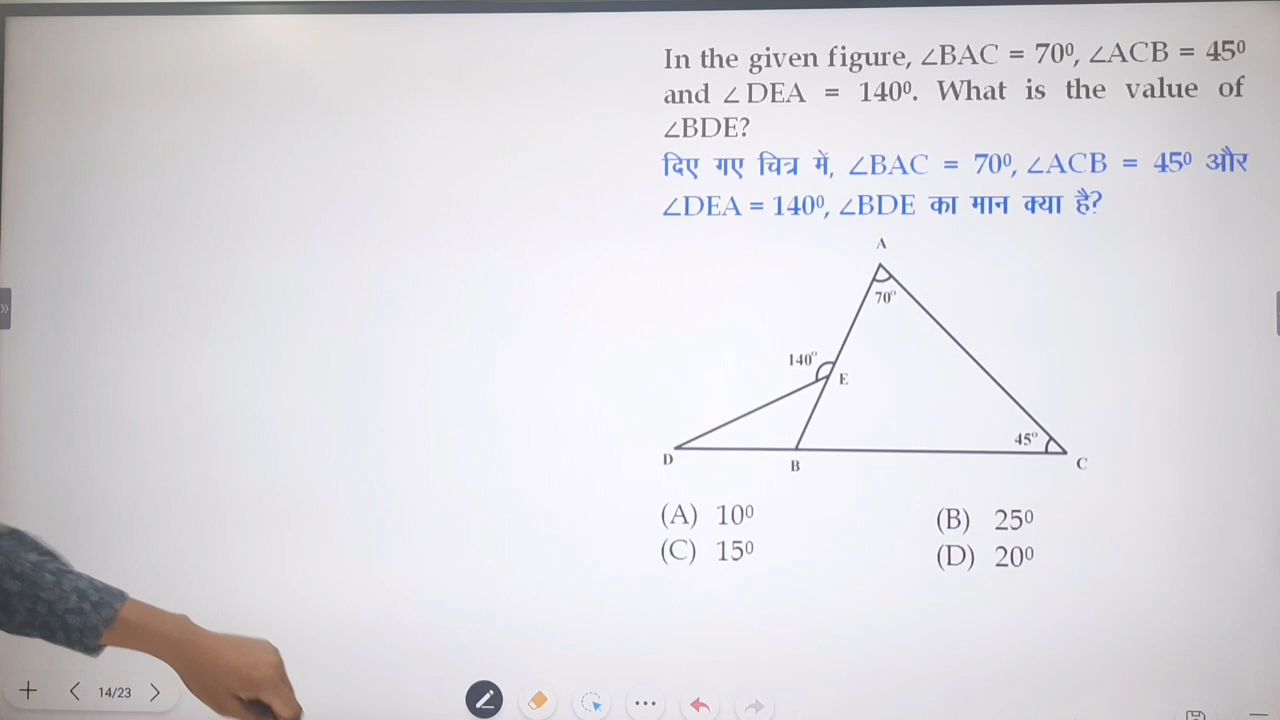 In the given figure, ∠BAC = 70⁰, ∠ACB = 45⁰
and ∠DEA = 140⁰. What is the value of
∠BDE?
दिए गए चित्र में, ∠BAC = 70⁰, ∠ACB = 45⁰ और
∠DEA = 140⁰, ∠BDE का मान क्या है?
A
70°
140°
E
45°
D
B
C
(A) 10⁰
(B) 25⁰
(C) 15⁰
(D) 20⁰
14/23